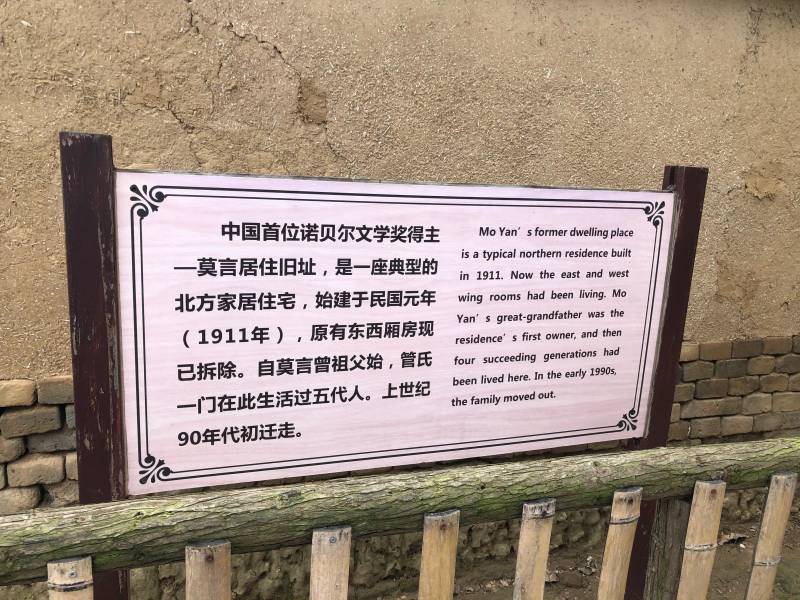 中国首位诺贝尔文学奖得主
—莫言居住旧址，是一座典型的
北方家居住宅，始建于民国元年
（1911年），原有东西厢房现
已拆除。自莫言曾祖父始，管氏
一门在此生活过五代人。上世纪
90年代初迁走。
Mo Yan's former dwelling place
is a typical northern residence built
in 1911. Now the east and west
wing rooms had been living. Mo
Yan's great-grandfather was the
residence's first owner, and then
four succeeding generations had
been lived here. In the early 1990s,
the family moved out.